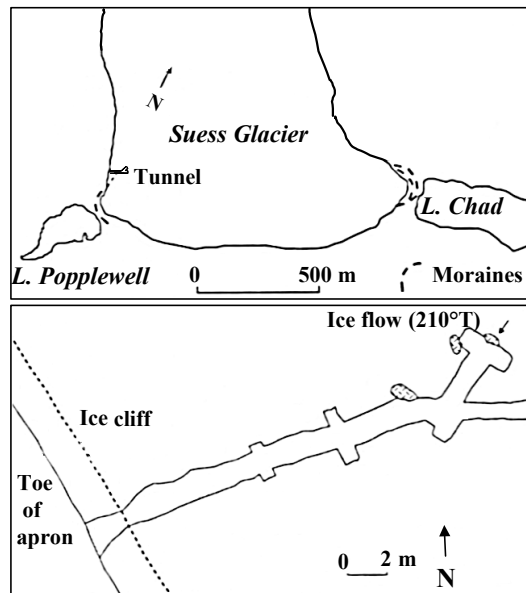 N
Suess Glacier
Tunnel
L. Chad
L. Popplewell
0 500 m
Moraines
Ice flow (210°T)
Ice cliff
Toe
of
apron
0 2 m
N